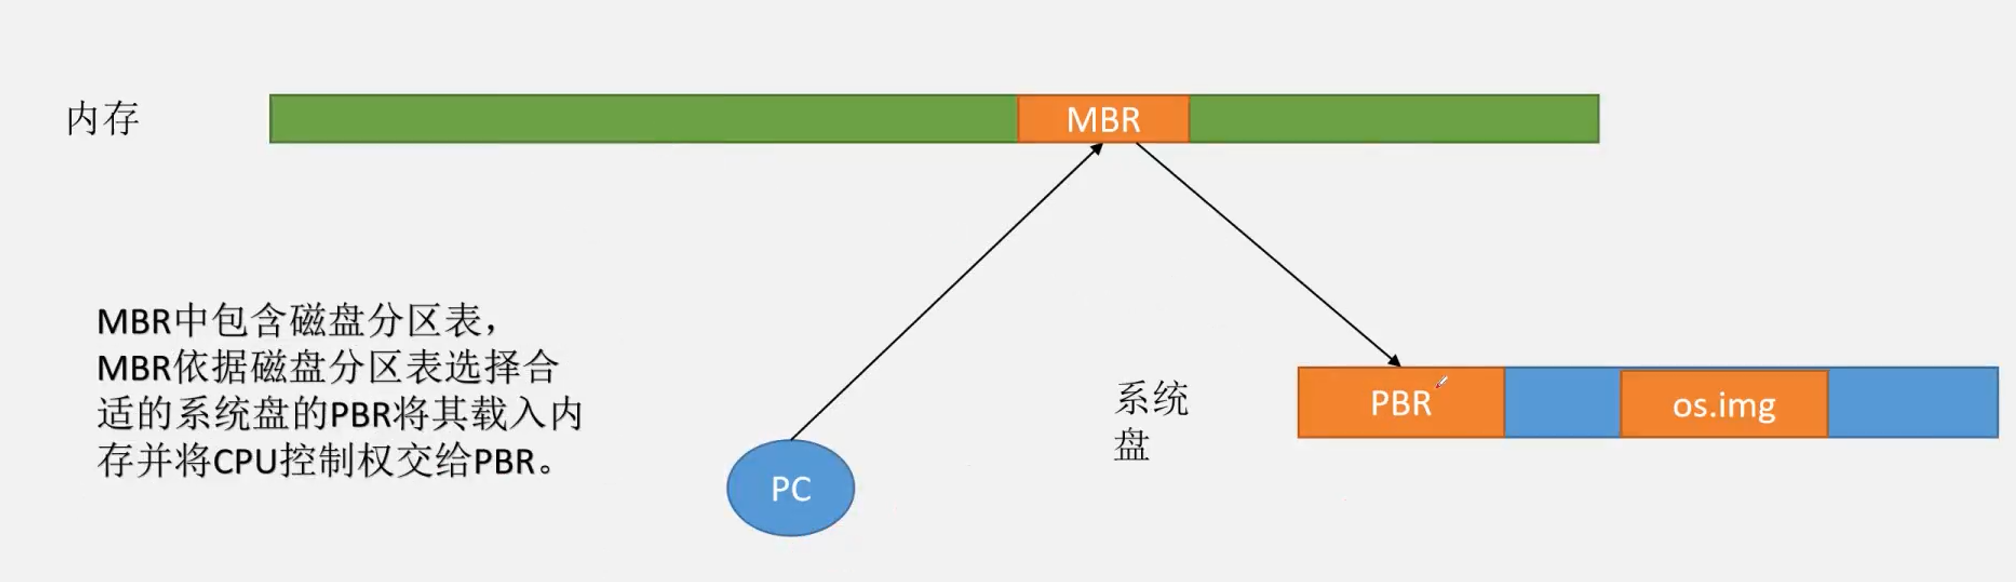 内存
MBR
MBR中包含磁盘分区表，
MBR依据磁盘分区表选择合
适的系统盘的PBR将其载入内
存并将CPU控制权交给PBR。
PC
系统
盘
PBR
os.img